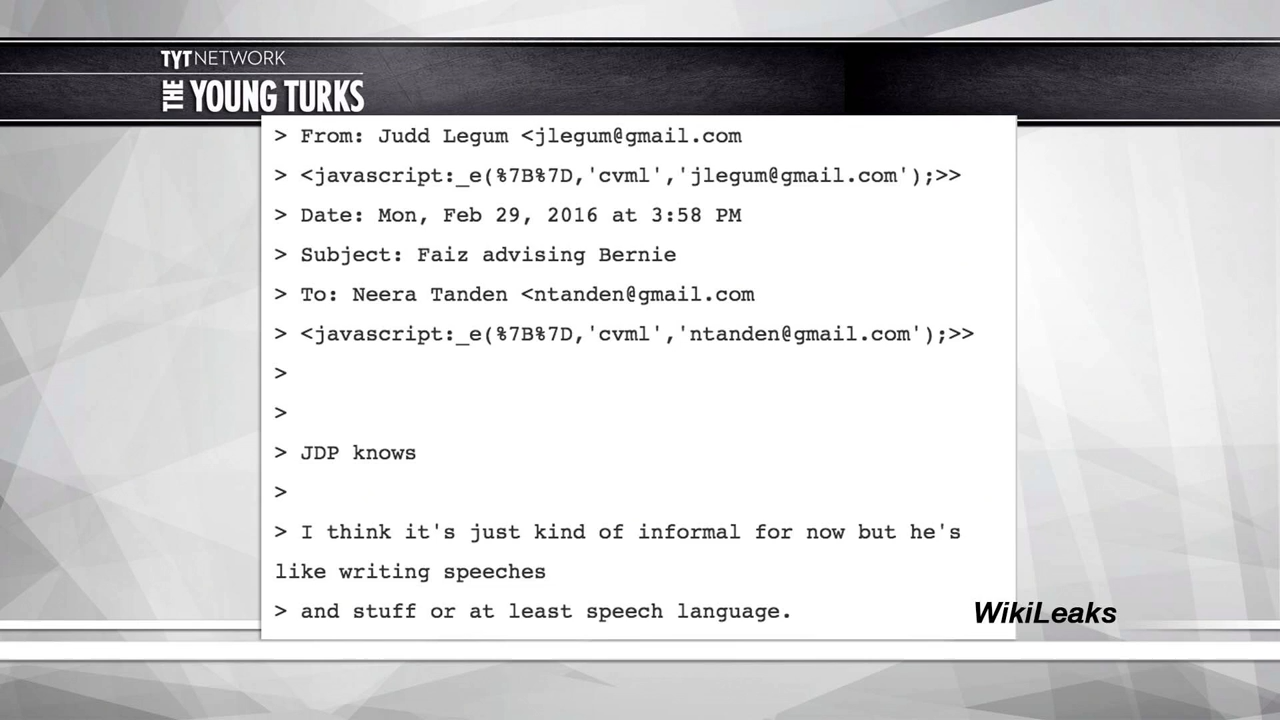 TYT NETWORK
THE YOUNG TURKS
> From: Judd Legum <jlegum@gmail.com
> <javascript:_e(%7B%7D,'cvml','jlegum@gmail.com');>>
> Date: Mon, Feb 29, 2016 at 3:58 PM
> Subject: Faiz advising Bernie
> To: Neera Tanden <ntanden@gmail.com
> <javascript:_e(%7B%7D,'cvml','ntanden@gmail.com');>>
>
>
> JDP knows
>
> I think it's just kind of informal for now but he's
like writing speeches
> and stuff or at least speech language.
WikiLeaks